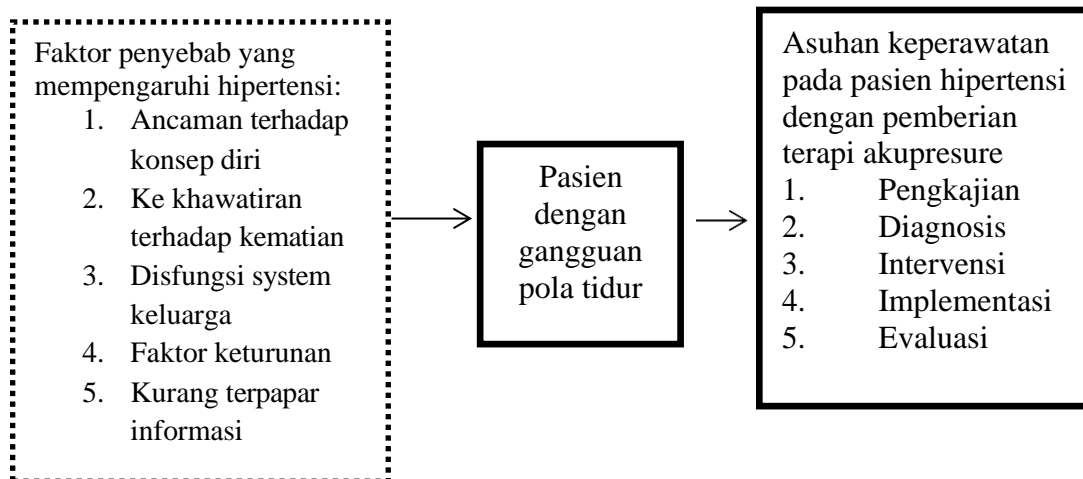 Faktor penyebab yang
mempengaruhi hipertensi:
1. Ancaman terhadap
konsep diri
2. Ke khawatiran
terhadap kematian
3. Disfungsi system
keluarga
4. Faktor keturunan
5. Kurang terpapar
informasi
Pasien
dengan
gangguan
pola tidur
Asuhan keperawatan
pada pasien hipertensi
dengan pemberian
terapi akupresure
1. Pengkajian
2. Diagnosis
3. Intervensi
4. Implementasi
5. Evaluasi